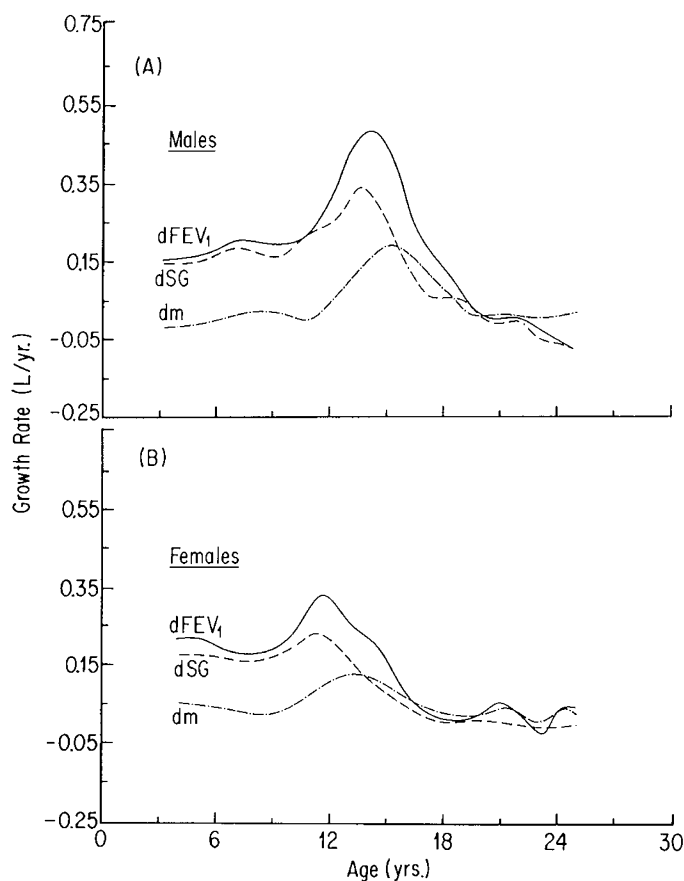 0.75
(A)
0.55
Males
0.35
dFEV₁
0.15
dSG
dm
-0.05
-0.25
Growth Rate (L/yr.)
(B)
0.55
Females
0.35
dFEV₁
0.15
dSG
dm
-0.05
-0.25
0 6 12 18 24 30
Age (yrs.)